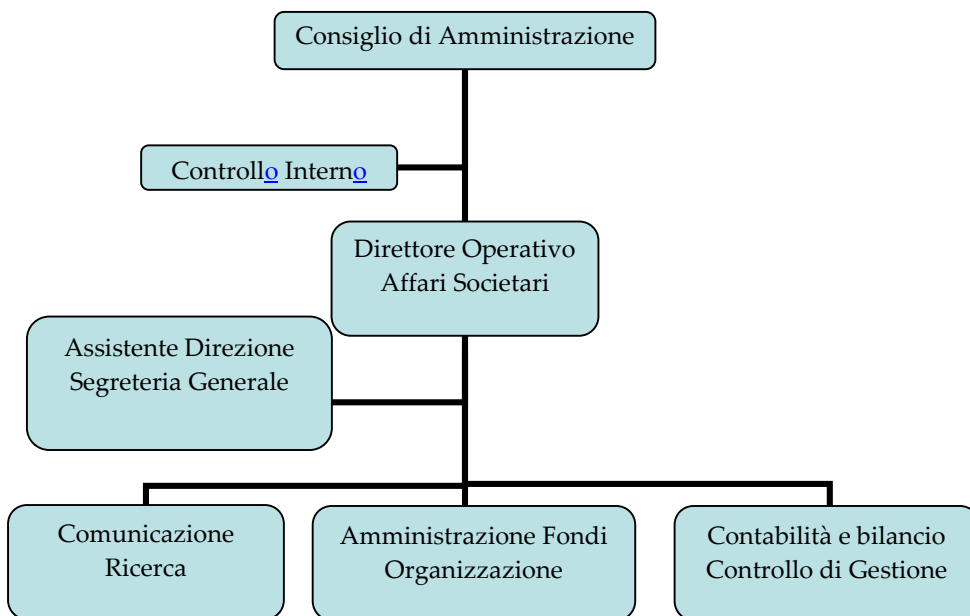 Consiglio di Amministrazione
Controllo Interno
Direttore Operativo
Affari Societari
Assistente Direzione
Segreteria Generale
Comunicazione
Ricerca
Amministrazione Fondi
Organizzazione
Contabilità e bilancio
Controllo di Gestione